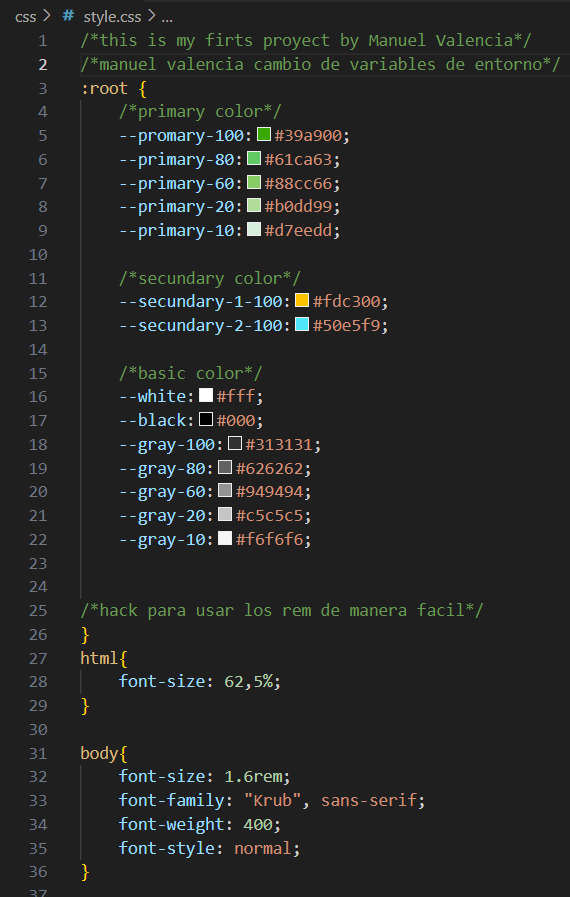 css > # style.css > ...
1 /*this is my firts proyect by Manuel Valencia*/
2 /*manuel valencia cambio de variables de entorno*/
3 :root {
4 /*primary color*/
5 --promary-100: #39a900;
6 --primary-80: #61ca63;
7 --primary-60: #88cc66;
8 --primary-20: #b0dd99;
9 --primary-10: #d7eedd;
10
11 /*secundary color*/
12 --secundary-1-100: #fdc300;
13 --secundary-2-100: #50e5f9;
14
15 /*basic color*/
16 --white: #fff;
17 --black: #000;
18 --gray-100: #313131;
19 --gray-80: #626262;
20 --gray-60: #949494;
21 --gray-20: #c5c5c5;
22 --gray-10: #f6f6f6;
23
24
25 /*hack para usar los rem de manera facil*/
26 }
27 html{
28 font-size: 62,5%;
29 }
30
31 body{
32 font-size: 1.6rem;
33 font-family: "Krub", sans-serif;
34 font-weight: 400;
35 font-style: normal;
36 }
37